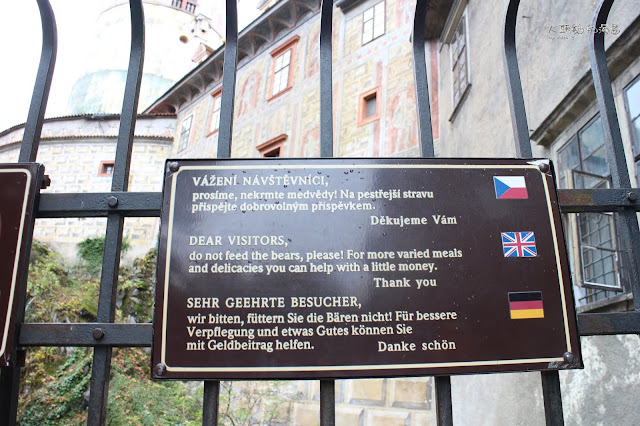 VÁŽENÍ NÁVŠTĚVNÍCI,
prosíme, nekrmte medvědy! Na pestřejší stravu
přispějte dobrovolným příspěvkem.
Děkujeme Vám
DEAR VISITORS,
do not feed the bears, please! For more varied meals
and delicacies you can help with a little money.
Thank you
SEHR GEEHRTE BESUCHER,
wir bitten, füttern Sie die Bären nicht! Für bessere
Verpflegung und etwas Gutes können Sie
mit Geldbeitrag helfen.
Danke schön